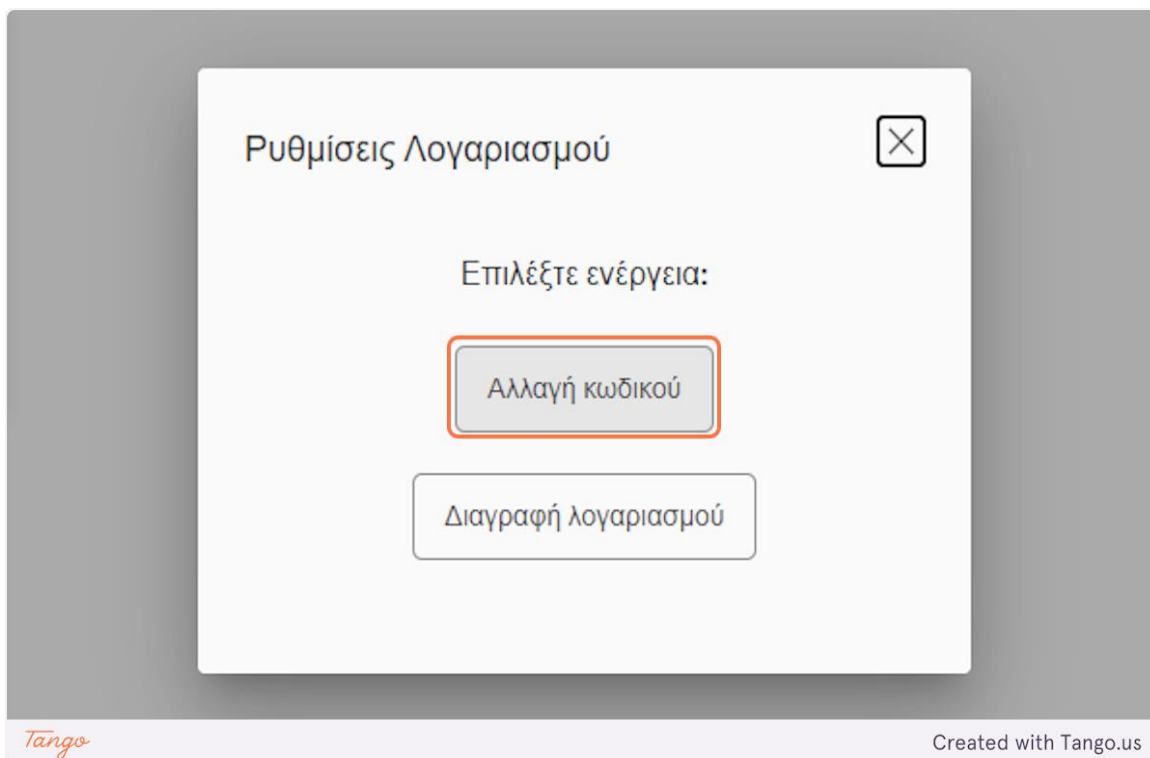 Ρυθμίσεις Λογαριασμού
Επιλέξτε ενέργεια:
Αλλαγή κωδικού
Διαγραφή λογαριασμού
Tango
Created with Tango.us